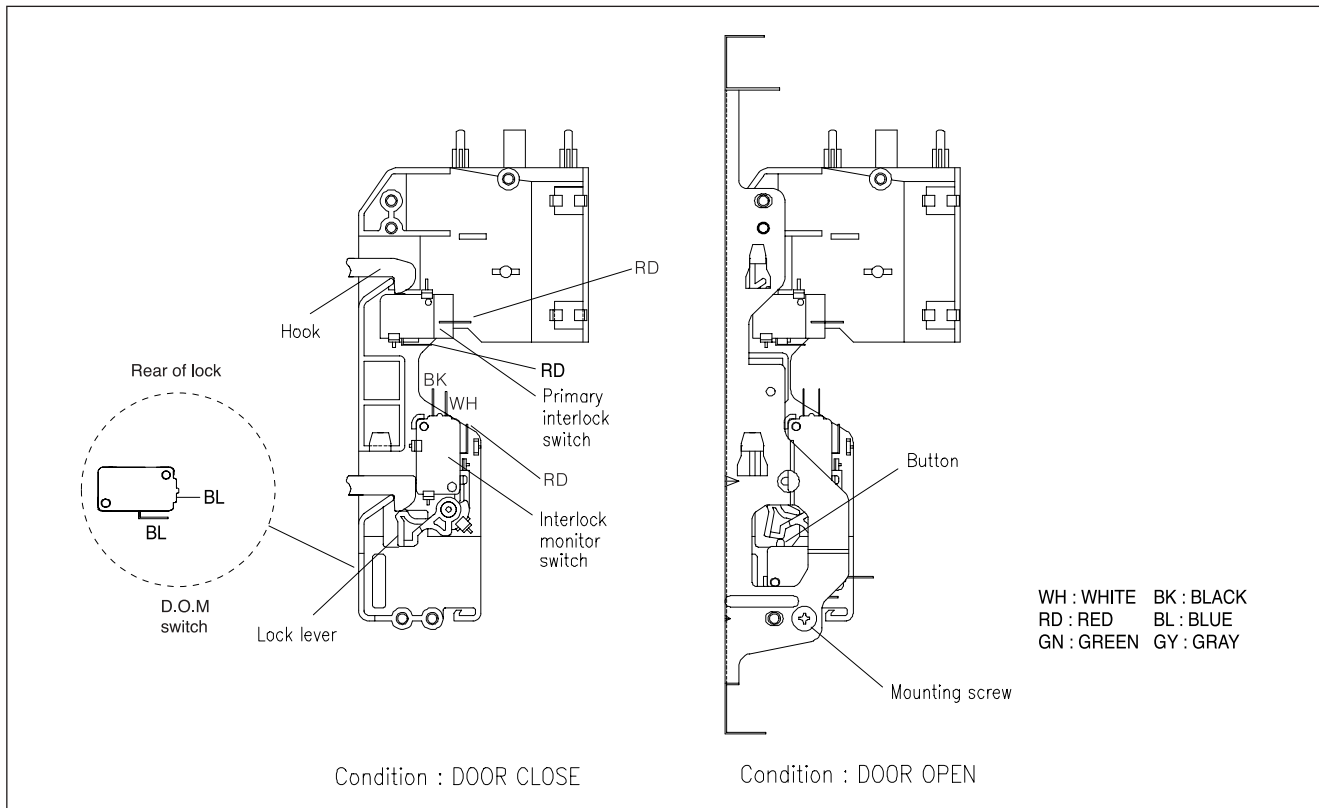 RD
Hook
RD
Rear of lock
BK
WH
Primary
interlock
switch
Button
RD
BL
BL
Interlock
monitor
switch
D.O.M
switch
Lock lever
WH : WHITE BK : BLACK
RD : RED BL : BLUE
GN : GREEN GY : GRAY
Mounting screw
Condition : DOOR CLOSE
Condition : DOOR OPEN